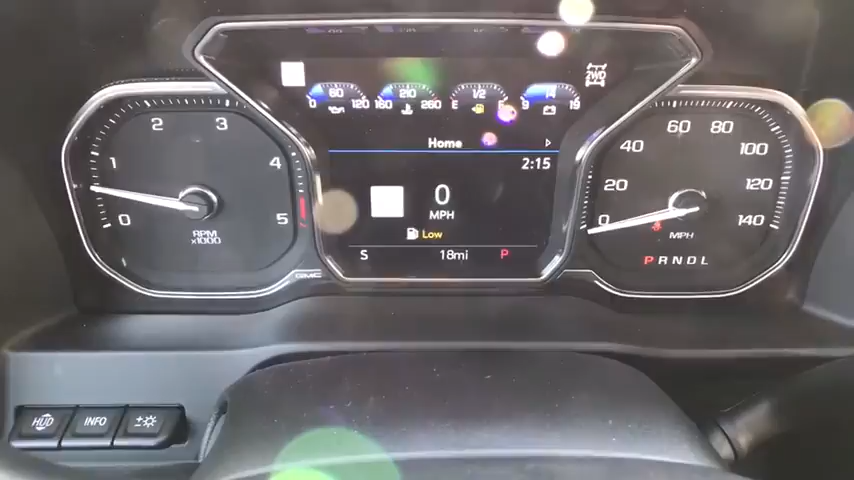 60 210 1/2 14 2WD
0 120 160 260 E F 9 19
Home
2:15
0
MPH
Low
S 18mi P
0 1 2 3 4 5
RPM
X1000
GMC
0 20 40 60 80 100 120 140
MPH
PRNDL
HUD INFO